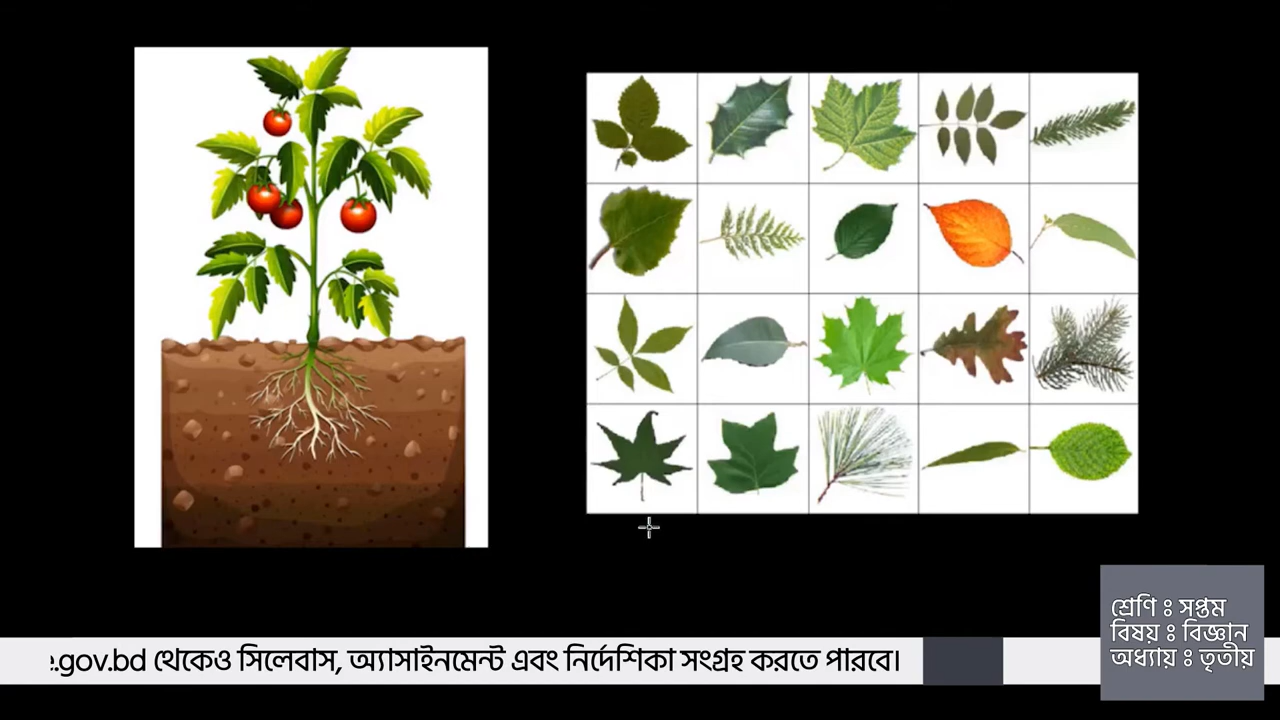 .gov.bd থেকেও সিলেবাস, অ্যাসাইনমেন্ট এবং নির্দেশিকা সংগ্রহ করতে পারবে।
শ্রেণি ঃ সপ্তম
বিষয় ঃ বিজ্ঞান
অধ্যায় ঃ তৃতীয়